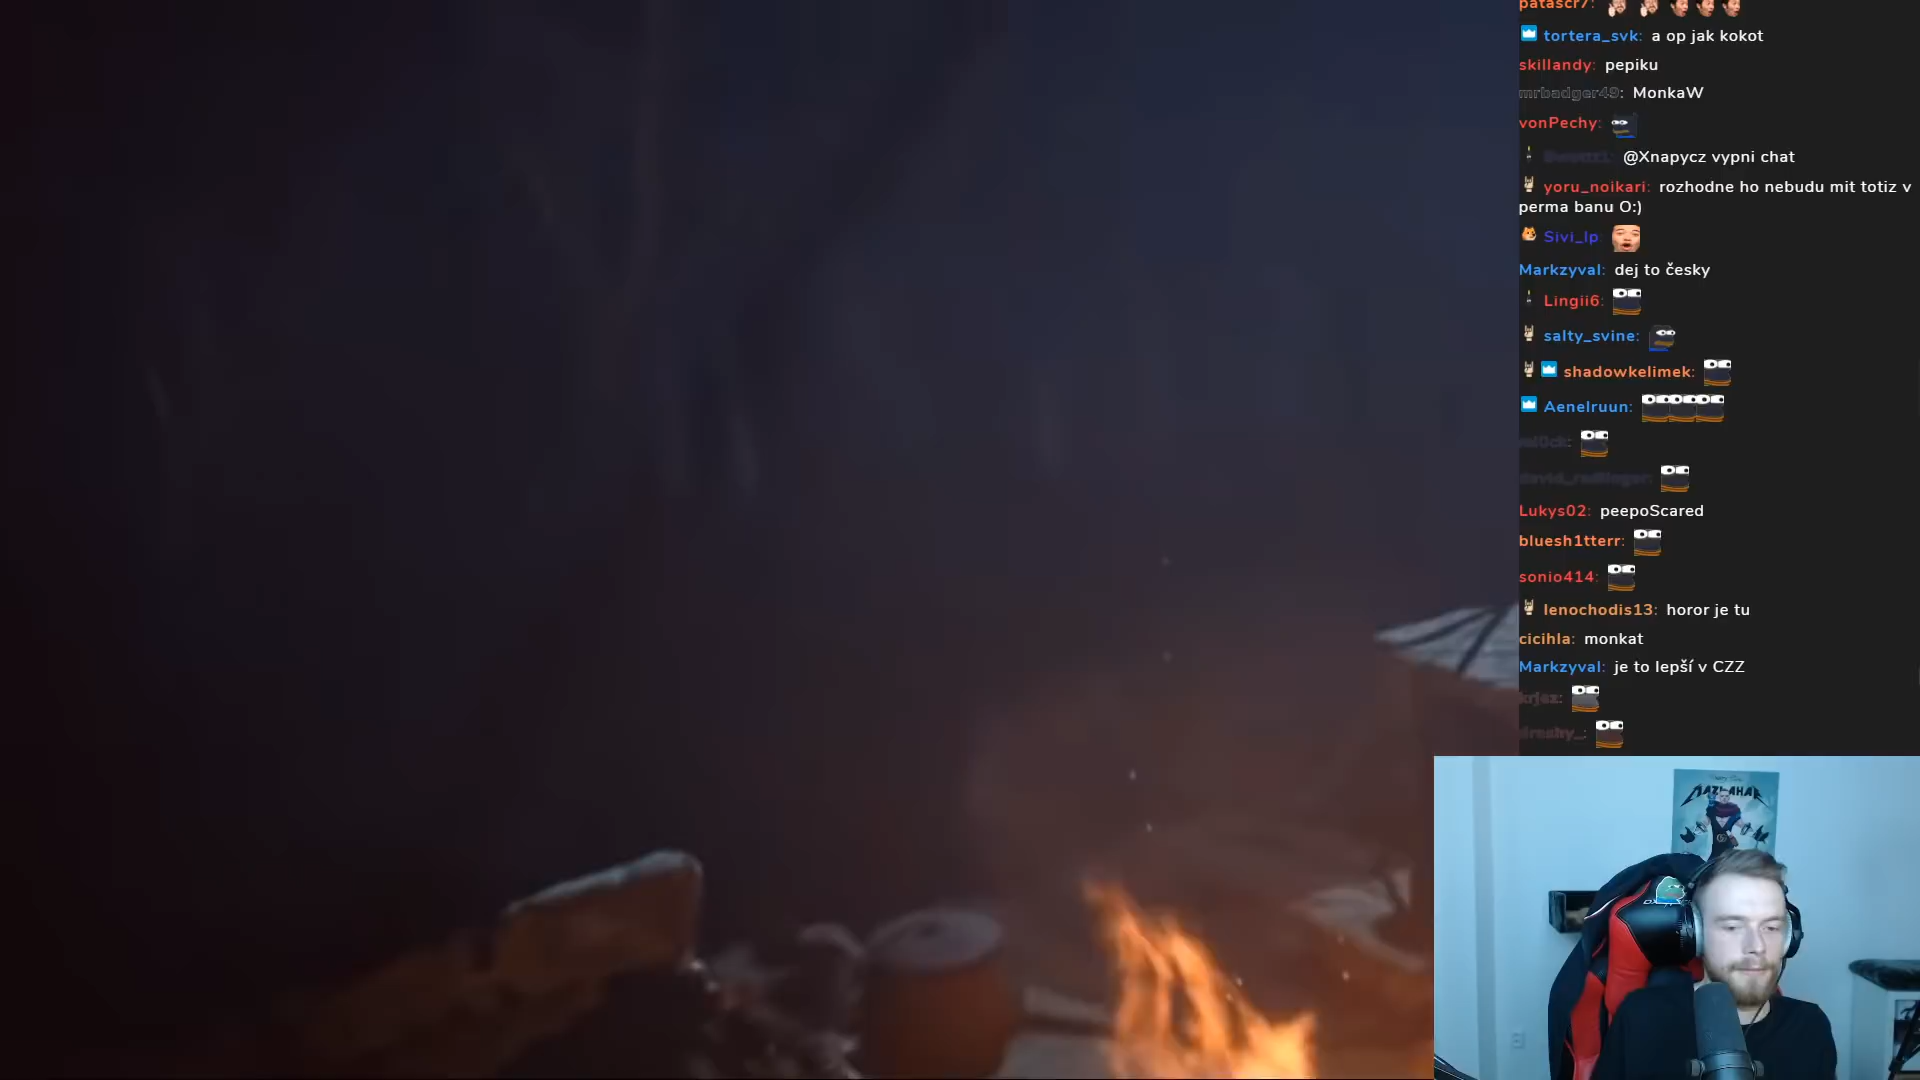 patascr7:
tortera_svk: a op jak kokot
skillandy: pepiku
mrbadger49: MonkaW
vonPechy:
@Xnapycz vypni chat
yoru_noikari: rozhodne ho nebudu mit totiz v
perma banu O:)
Sivi_lp:
Markzyval: dej to česky
Lingii6:
salty_svine:
shadowkelimek:
Aenelruun:
Lukys02: peepoScared
bluesh1tterr:
sonio414:
lenochodis13: horor je tu
cicihla: monkat
Markzyval: je to lepší v CZZ